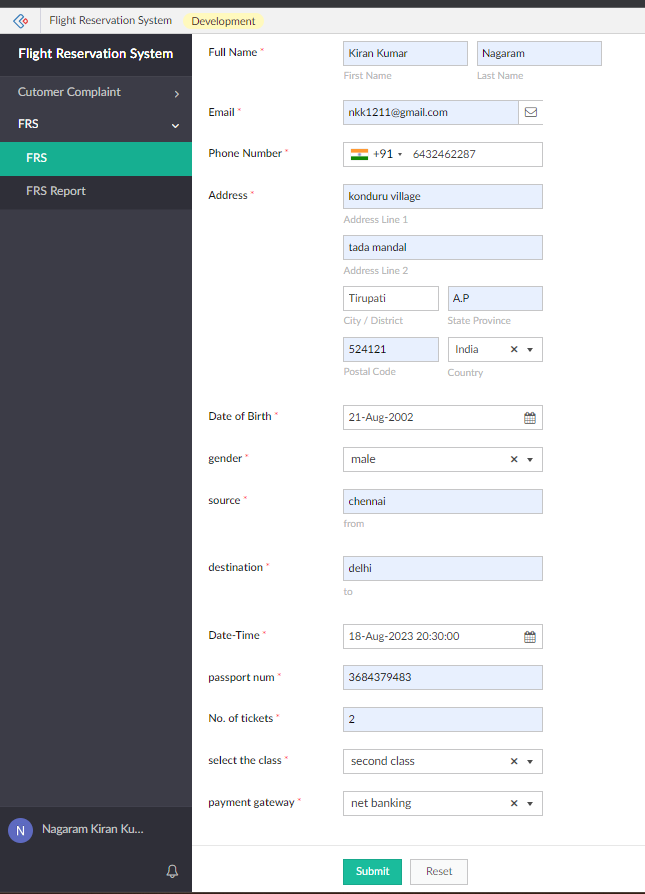 Flight Reservation System Development
Flight Reservation System
Cutomer Complaint
FRS
FRS
FRS Report
Nagaram Kiran Ku...
N
Full Name *
Kiran Kumar Nagaram
First Name Last Name
Email *
nkk1211@gmail.com
Phone Number *
+91 6432462287
Address *
konduru village
Address Line 1
tada mandal
Address Line 2
Tirupati A.P
City / District State Province
524121 India
Postal Code Country
Date of Birth *
21-Aug-2002
gender *
male
source *
chennai
from
destination *
delhi
to
Date-Time *
18-Aug-2023 20:30:00
passport num *
3684379483
No. of tickets *
2
select the class *
second class
payment gateway *
net banking
Submit Reset